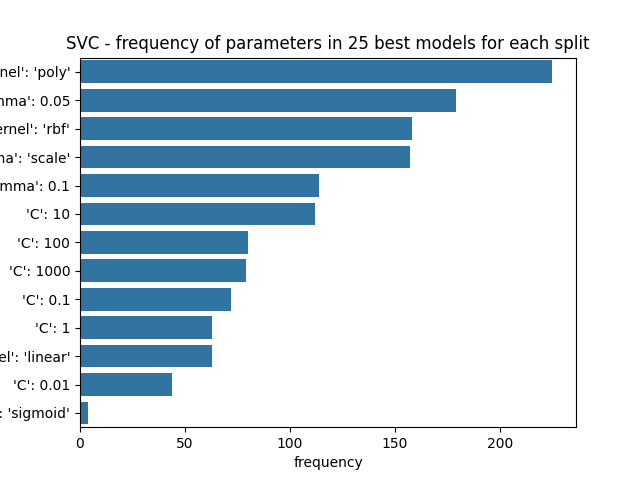 SVC - frequency of parameters in 25 best models for each split
nel': 'poly'
mma': 0.05
ernel': 'rbf'
na': 'scale'
mma': 0.1
'C': 10
'C': 100
'C': 1000
'C': 0.1
'C': 1
el': 'linear'
'C': 0.01
: 'sigmoid'
0 50 100 150 200
frequency